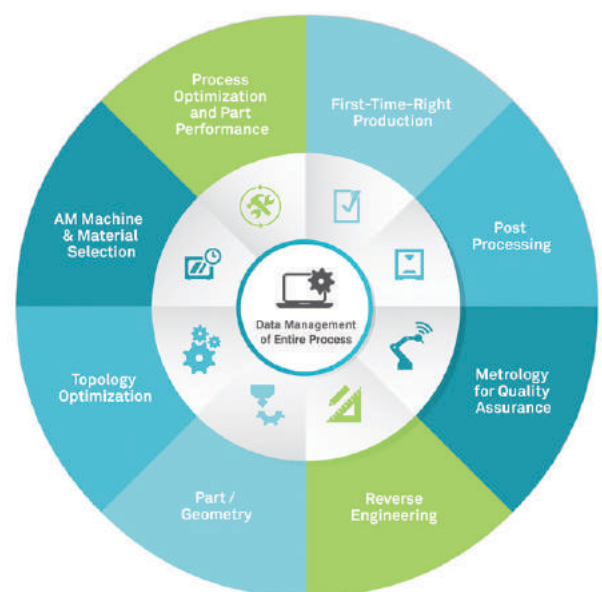 Process
Optimization
and Part
Performance
First-Time-Right
Production
Post
Processing
Metrology
for Quality
Assurance
Reverse
Engineering
Part /
Geometry
Topology
Optimization
AM Machine
& Material
Selection
Data Management
of Entire Process